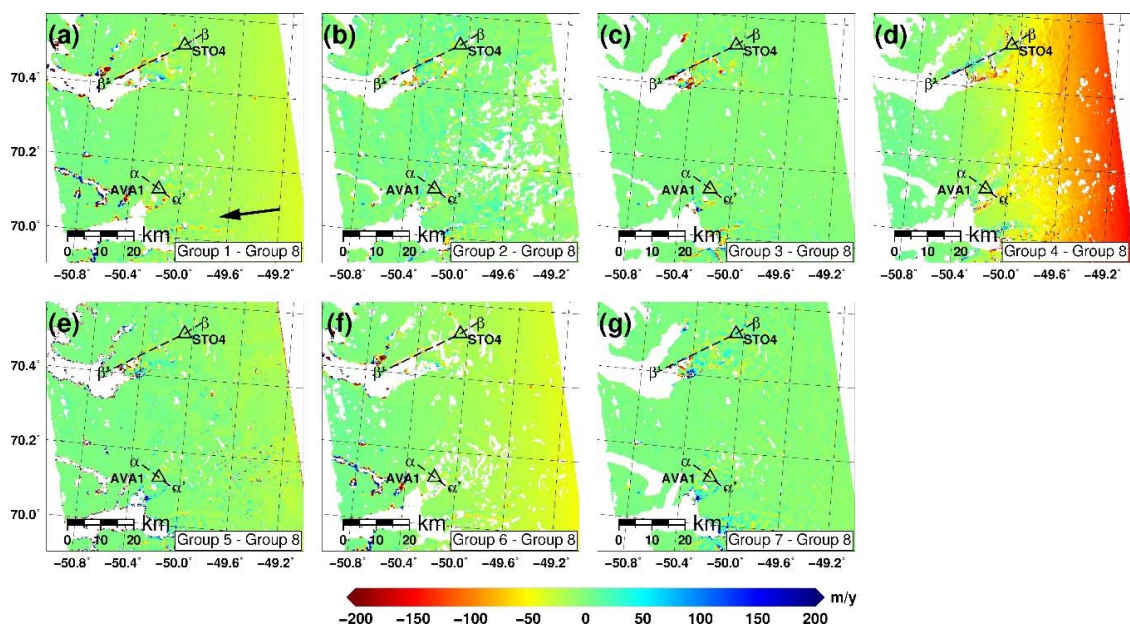 (a) (b) (c) (d)
β β β β
STO4 STO4 STO4 STO4
70.4° β' β' β' β'
70.2°
α α α α
AVA1 α' AVA1 α' AVA1 α' AVA1 α'
70.0°
km km km km
0 10 20 Group 1 - Group 8 0 10 20 Group 2 - Group 8 0 10 20 Group 3 - Group 8 0 10 20 Group 4 - Group 8
−50.8° −50.4° −50.0° −49.6° −49.2° −50.8° −50.4° −50.0° −49.6° −49.2° −50.8° −50.4° −50.0° −49.6° −49.2° −50.8° −50.4° −50.0° −49.6° −49.2°
(e) (f) (g)
β β β
STO4 STO4 STO4
70.4° β' β' β'
70.2°
α α α
AVA1 α' AVA1 α' AVA1 α'
70.0°
km km km
0 10 20 Group 5 - Group 8 0 10 20 Group 6 - Group 8 0 10 20 Group 7 - Group 8
−50.8° −50.4° −50.0° −49.6° −49.2° −50.8° −50.4° −50.0° −49.6° −49.2° −50.8° −50.4° −50.0° −49.6° −49.2°
m/y
−200 −150 −100 −50 0 50 100 150 200